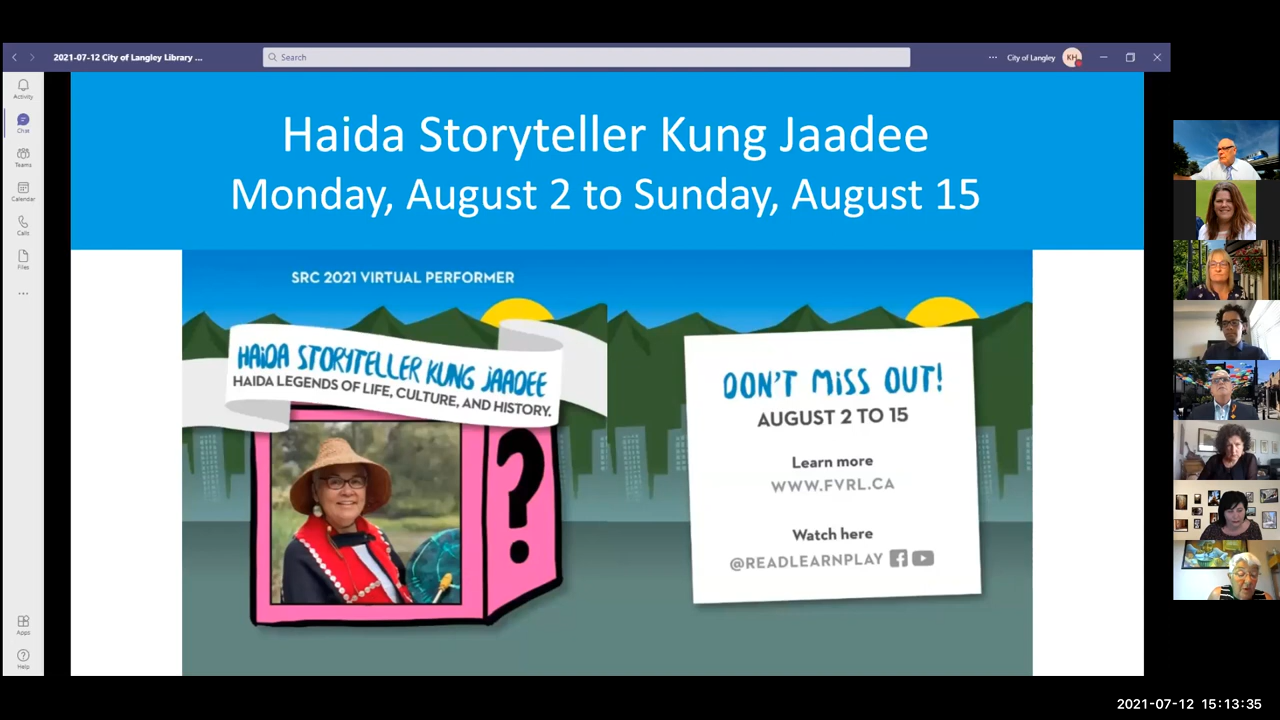 2021-07-12 City of Langley Library ...
Search
...
City of Langley
KH
Activity
Chat
Teams
Calendar
Calls
Files
...
Apps
Help
Haida Storyteller Kung Jaadee
Monday, August 2 to Sunday, August 15
SRC 2021 VIRTUAL PERFORMER
HAIDA STORYTELLER KUNG JAADEE
HAIDA LEGENDS OF LIFE, CULTURE, AND HISTORY.
?
DON'T MISS OUT!
AUGUST 2 TO 15
Learn more
WWW.FVRL.CA
Watch here
@READLEARNPLAY
2021-07-12 15:13:35